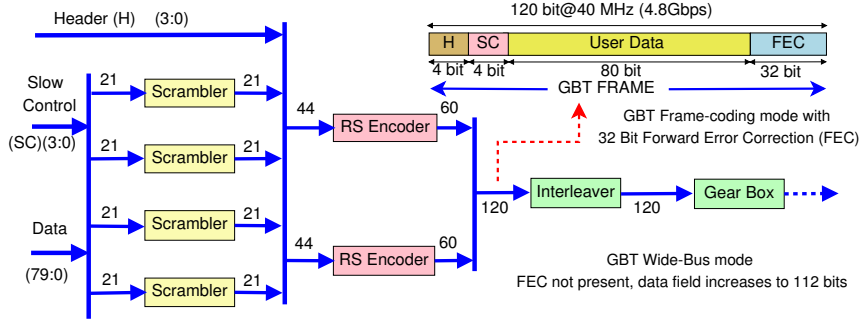 120 bit@40 MHz (4.8Gbps)
Header (H) (3:0)
H SC User Data FEC
4 bit 4 bit 80 bit 32 bit
GBT FRAME
Slow
Control
(SC)(3:0)
21 Scrambler 21
44 RS Encoder 60
GBT Frame-coding mode with
32 Bit Forward Error Correction (FEC)
21 Scrambler 21
120 Interleaver 120 Gear Box
Data
(79:0)
21 Scrambler 21
44 RS Encoder 60
21 Scrambler 21
GBT Wide-Bus mode
FEC not present, data field increases to 112 bits